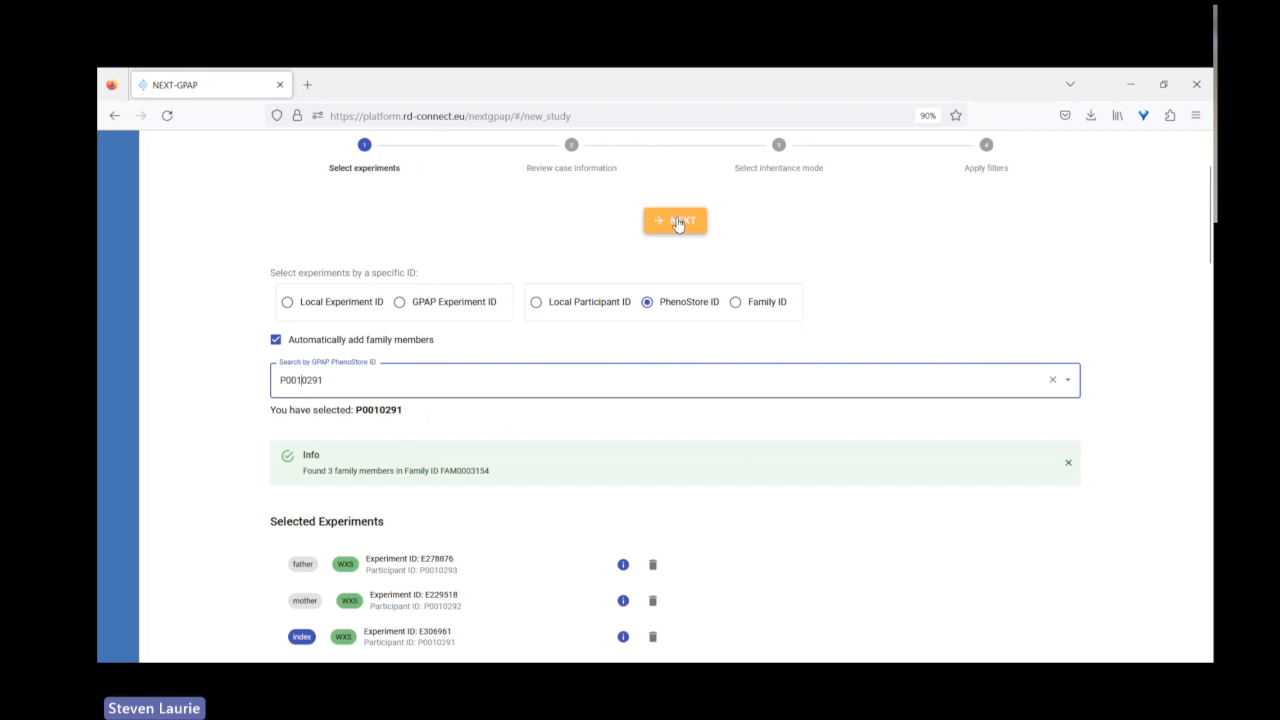 NEXT-GPAP
https://platform.rd-connect.eu/nextgpap/#/new_study
90%
1
2
3
4
Select experiments
Review case information
Select inheritance mode
Apply filters
NEXT
Select experiments by a specific ID:
Local Experiment ID
GPAP Experiment ID
Local Participant ID
PhenoStore ID
Family ID
Automatically add family members
Search by GPAP PhenoStore ID
P0010291
You have selected: P0010291
Info
Found 3 family members in Family ID FAM0003154
Selected Experiments
father
WXS
Experiment ID: E278876
Participant ID: P0010293
mother
WXS
Experiment ID: E229518
Participant ID: P0010292
index
WXS
Experiment ID: E306961
Participant ID: P0010291
Steven Laurie